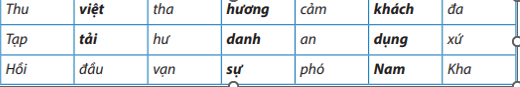 Thu việt tha hương cảm khách đa
Tạp tải hư danh an dụng xứ
Hồi đầu vạn sự phó Nam Kha